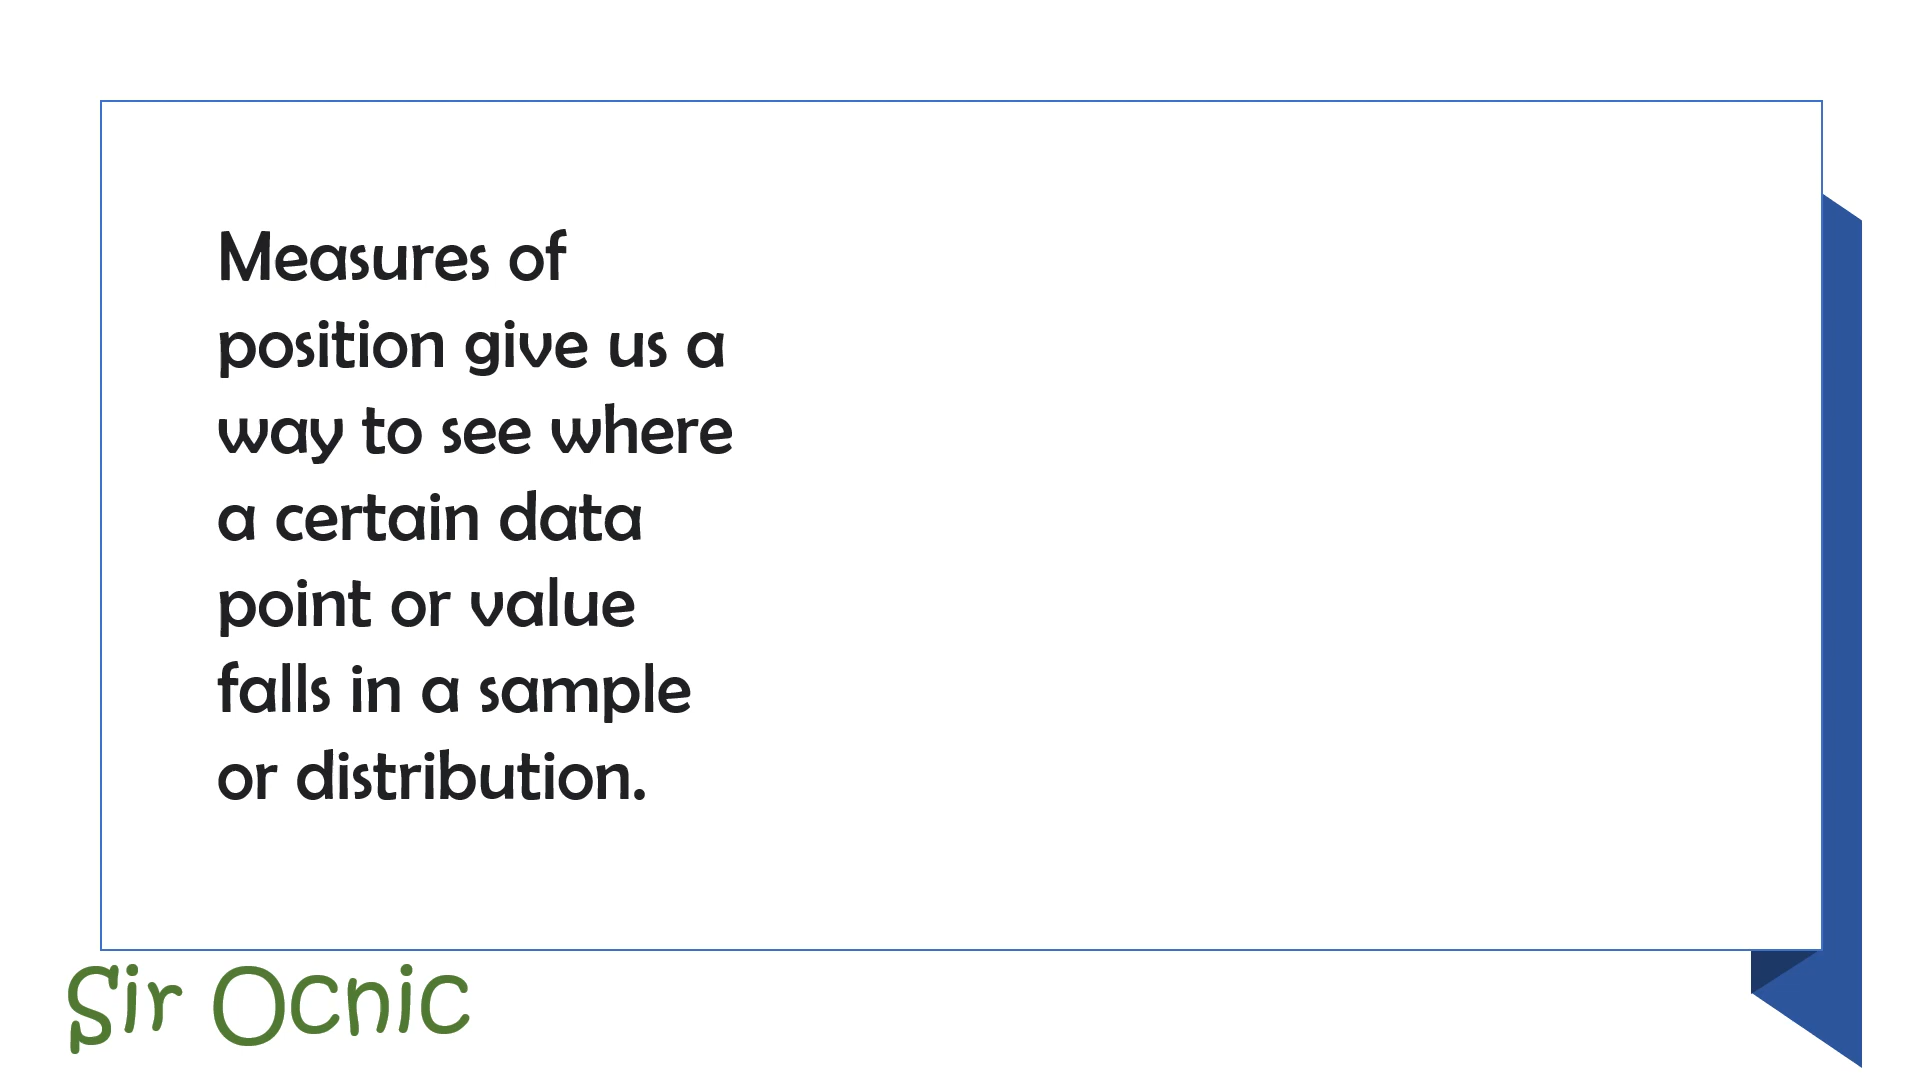 Measures of
position give us a
way to see where
a certain data
point or value
falls in a sample
or distribution.
Sir Ocnic